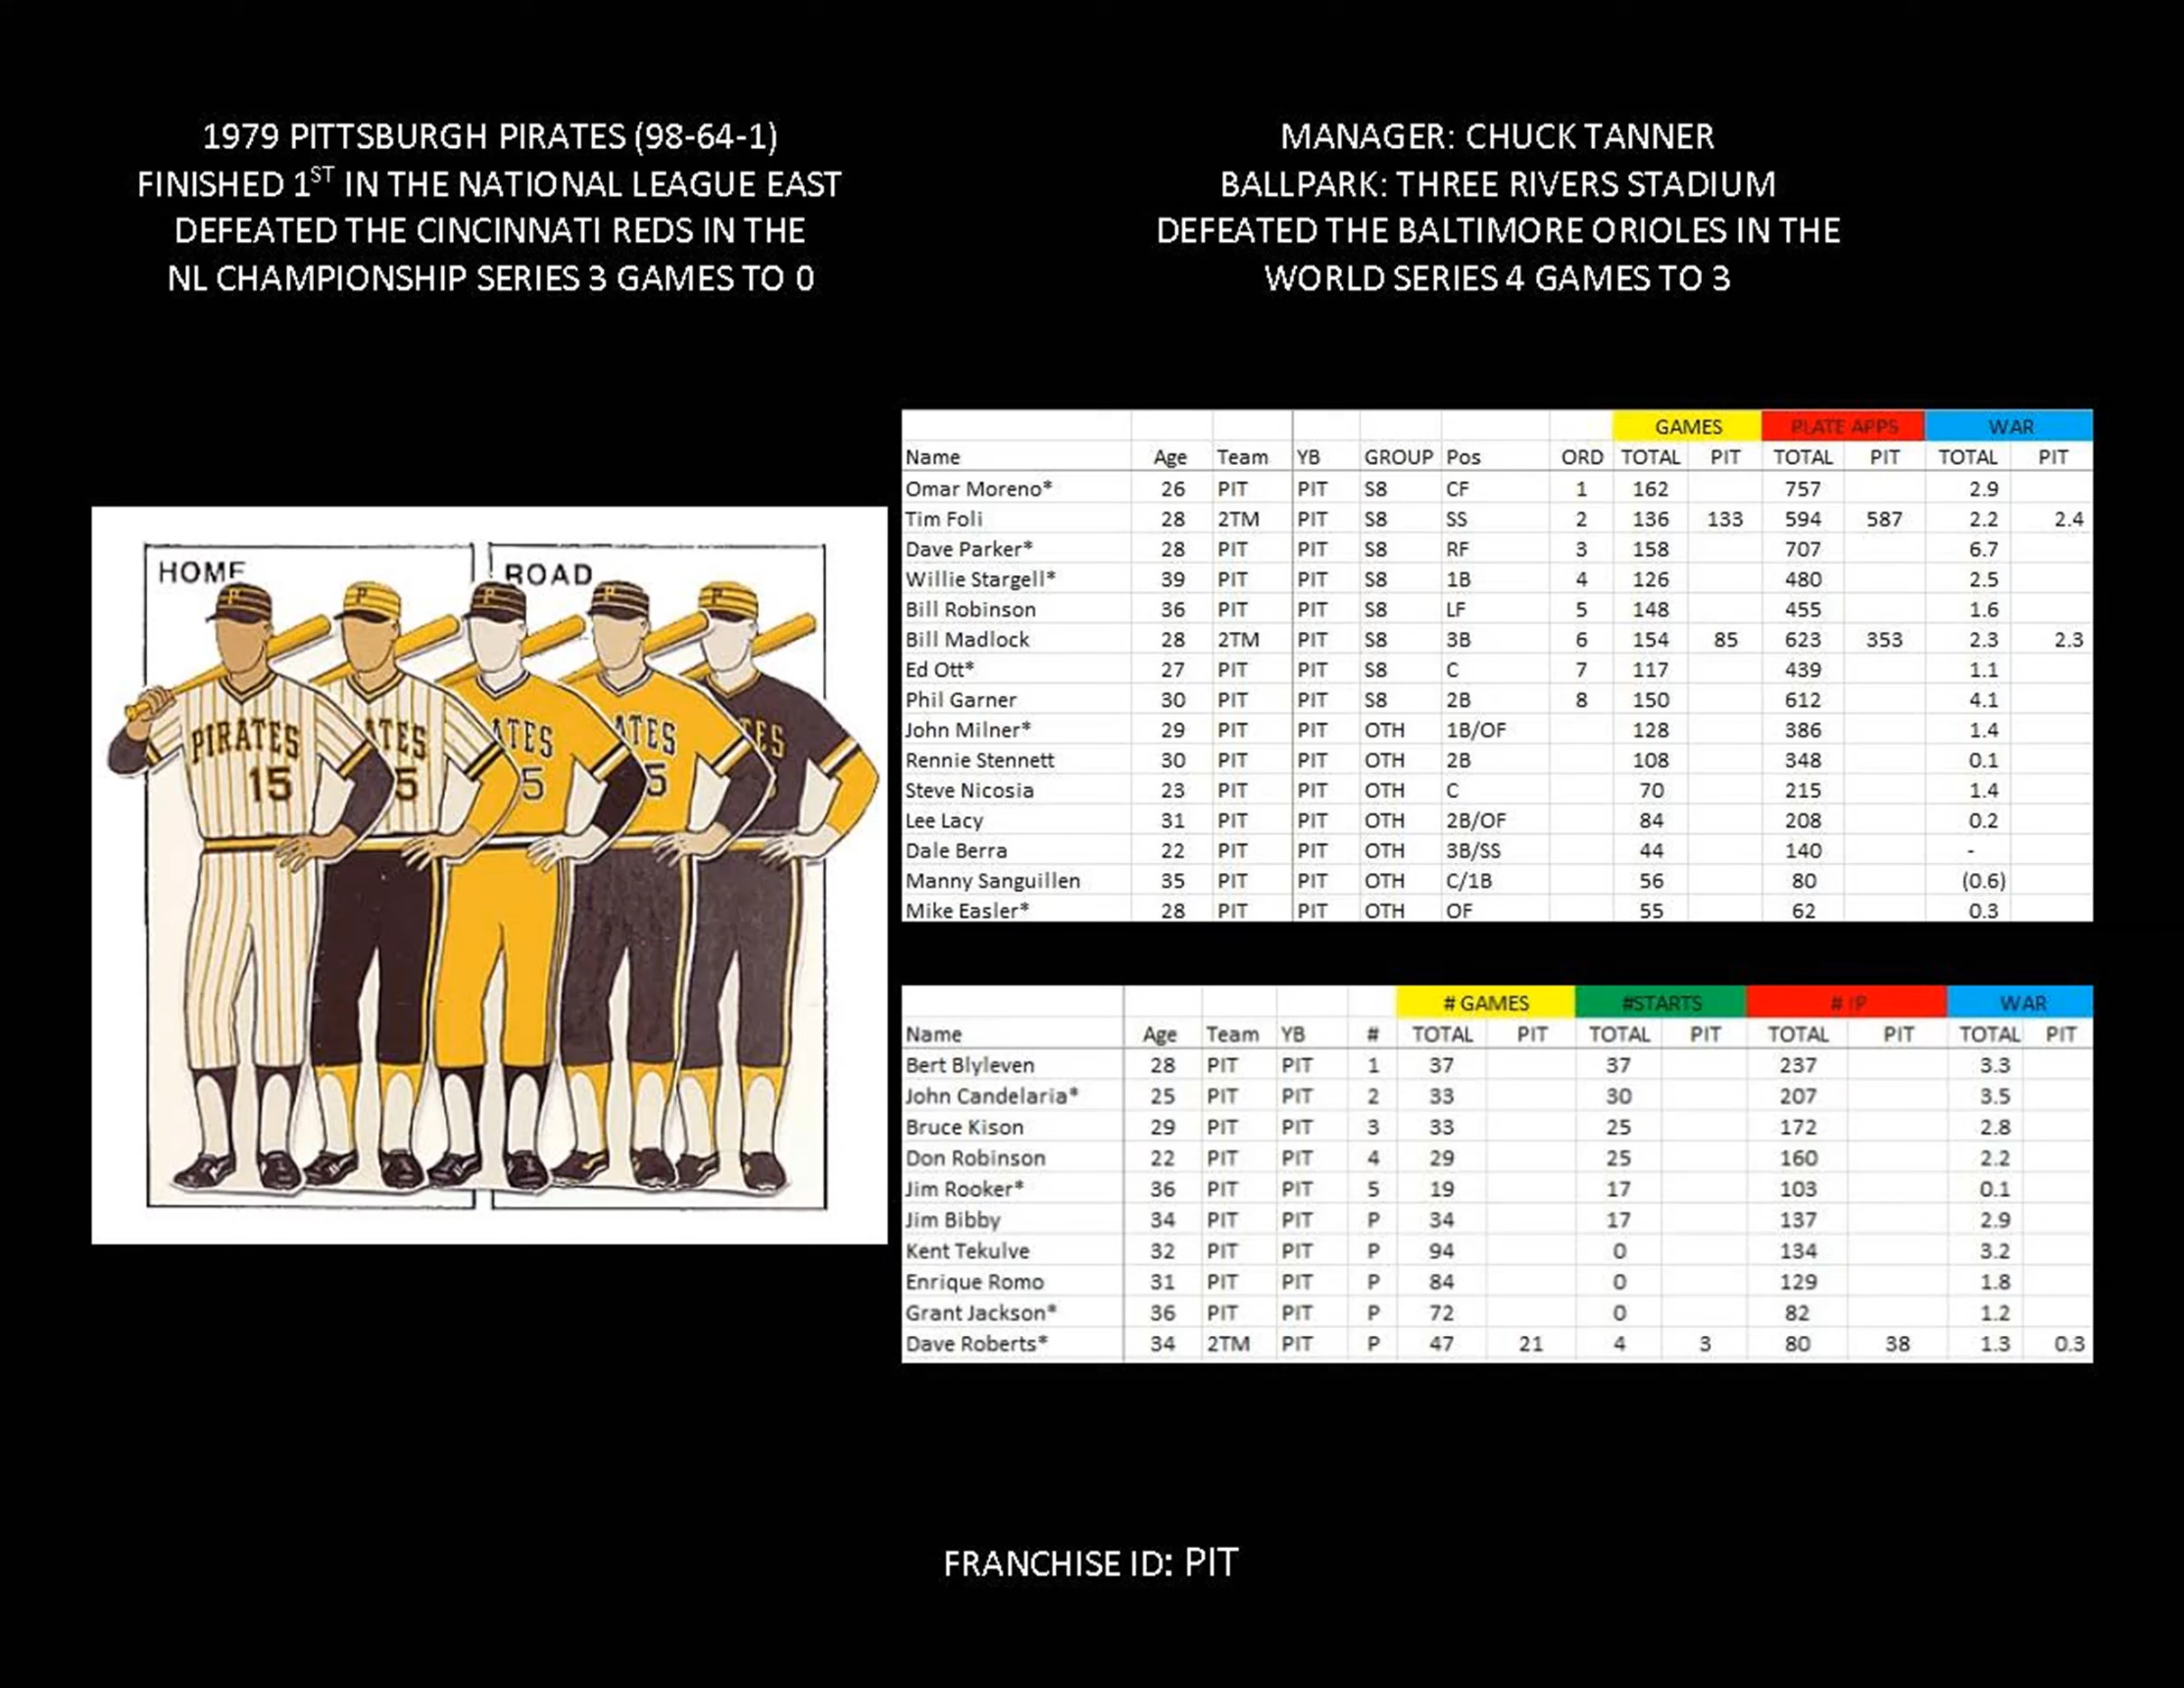 1979 PITTSBURGH PIRATES (98-64-1)
FINISHED 1ST IN THE NATIONAL LEAGUE EAST
DEFEATED THE CINCINNATI REDS IN THE
NL CHAMPIONSHIP SERIES 3 GAMES TO 0
MANAGER: CHUCK TANNER
BALLPARK: THREE RIVERS STADIUM
DEFEATED THE BALTIMORE ORIOLES IN THE
WORLD SERIES 4 GAMES TO 3
HOME ROAD
PIRATES ATES ATES ATES ES
15 5 5 5
GAMES PLATE APPS WAR
Name Age Team YB GROUP Pos ORD TOTAL PIT TOTAL PIT TOTAL PIT
Omar Moreno* 26 PIT PIT S8 CF 1 162 757 2.9
Tim Foli 28 2TM PIT S8 SS 2 136 133 594 587 2.2 2.4
Dave Parker* 28 PIT PIT S8 RF 3 158 707 6.7
Willie Stargell* 39 PIT PIT S8 1B 4 126 480 2.5
Bill Robinson 36 PIT PIT S8 LF 5 148 455 1.6
Bill Madlock 28 2TM PIT S8 3B 6 154 85 623 353 2.3 2.3
Ed Ott* 27 PIT PIT S8 C 7 117 439 1.1
Phil Garner 30 PIT PIT S8 2B 8 150 612 4.1
John Milner* 29 PIT PIT OTH 1B/OF 128 386 1.4
Rennie Stennett 30 PIT PIT OTH 2B 108 348 0.1
Steve Nicosia 23 PIT PIT OTH C 70 215 1.4
Lee Lacy 31 PIT PIT OTH 2B/OF 84 208 0.2
Dale Berra 22 PIT PIT OTH 3B/SS 44 140 -
Manny Sanguillen 35 PIT PIT OTH C/1B 56 80 (0.6)
Mike Easler* 28 PIT PIT OTH OF 55 62 0.3
# GAMES #STARTS # IP WAR
Name Age Team YB # TOTAL PIT TOTAL PIT TOTAL PIT TOTAL PIT
Bert Blyleven 28 PIT PIT 1 37 37 237 3.3
John Candelaria* 25 PIT PIT 2 33 30 207 3.5
Bruce Kison 29 PIT PIT 3 33 25 172 2.8
Don Robinson 22 PIT PIT 4 29 25 160 2.2
Jim Rooker* 36 PIT PIT 5 19 17 103 0.1
Jim Bibby 34 PIT PIT P 34 17 137 2.9
Kent Tekulve 32 PIT PIT P 94 0 134 3.2
Enrique Romo 31 PIT PIT P 84 0 129 1.8
Grant Jackson* 36 PIT PIT P 72 0 82 1.2
Dave Roberts* 34 2TM PIT P 47 21 4 3 80 38 1.3 0.3
FRANCHISE ID: PIT